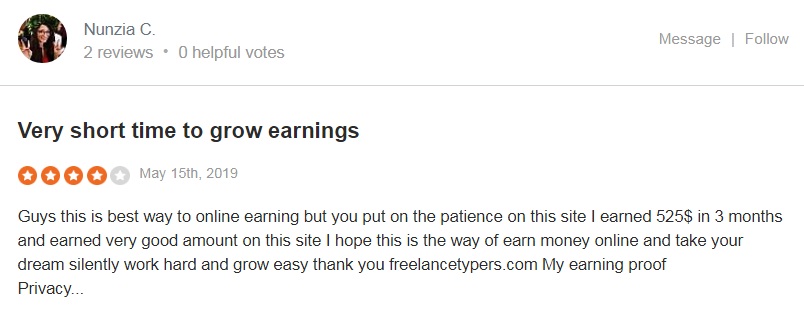 Nunzia C.
2 reviews • 0 helpful votes
Message | Follow
Very short time to grow earnings
May 15th, 2019
Guys this is best way to online earning but you put on the patience on this site I earned 525$ in 3 months
and earned very good amount on this site I hope this is the way of earn money online and take your
dream silently work hard and grow easy thank you freelancetypers.com My earning proof
Privacy...